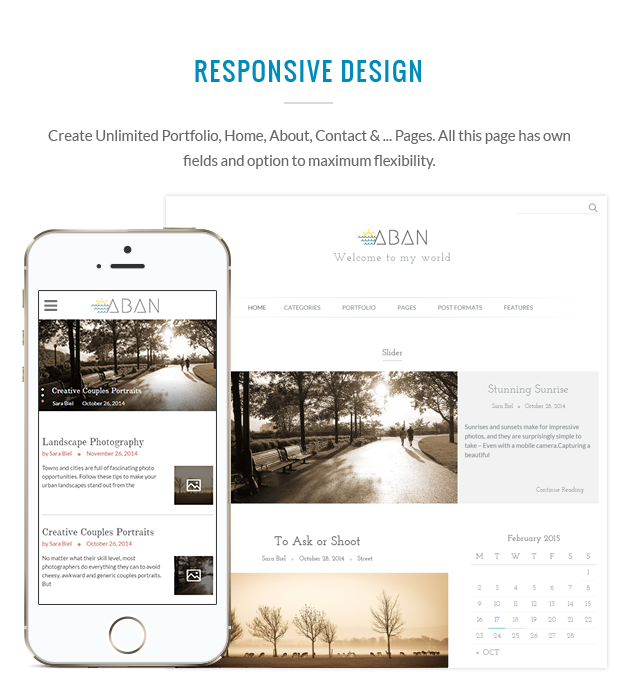 RESPONSIVE DESIGN
Create Unlimited Portfolio, Home, About, Contact & ... Pages. All this page has own
fields and option to maximum flexibility.
ABAN
Welcome to my world
HOME CATEGORIES PORTFOLIO PAGES POST FORMATS FEATURES
Slider
Stunning Sunrise
Sara Biel • October 28, 2014
Sunrises and sunsets make for impressive
photos, and they are surprisingly simple to
take – Even with a mobile camera.Capturing a
beautiful
Continue Reading
To Ask or Shoot
Sara Biel • October 28, 2014 • Street
February 2015
M T W T F S S
1
2 3 4 5 6 7 8
9 10 11 12 13 14 15
16 17 18 19 20 21 22
23 24 25 26 27 28
« OCT
ABAN
Creative Couples Portraits
Sara Biel October 26, 2014
Landscape Photography
by Sara Biel • November 26, 2014
Towns and cities are full of fascinating photo
opportunities. Follow these tips to make your
urban landscapes stand out from the
Creative Couples Portraits
by Sara Biel • October 26, 2014
No matter what their skill level, most
photographers do everything they can to avoid
cheesy, awkward and generic couples portraits.
But